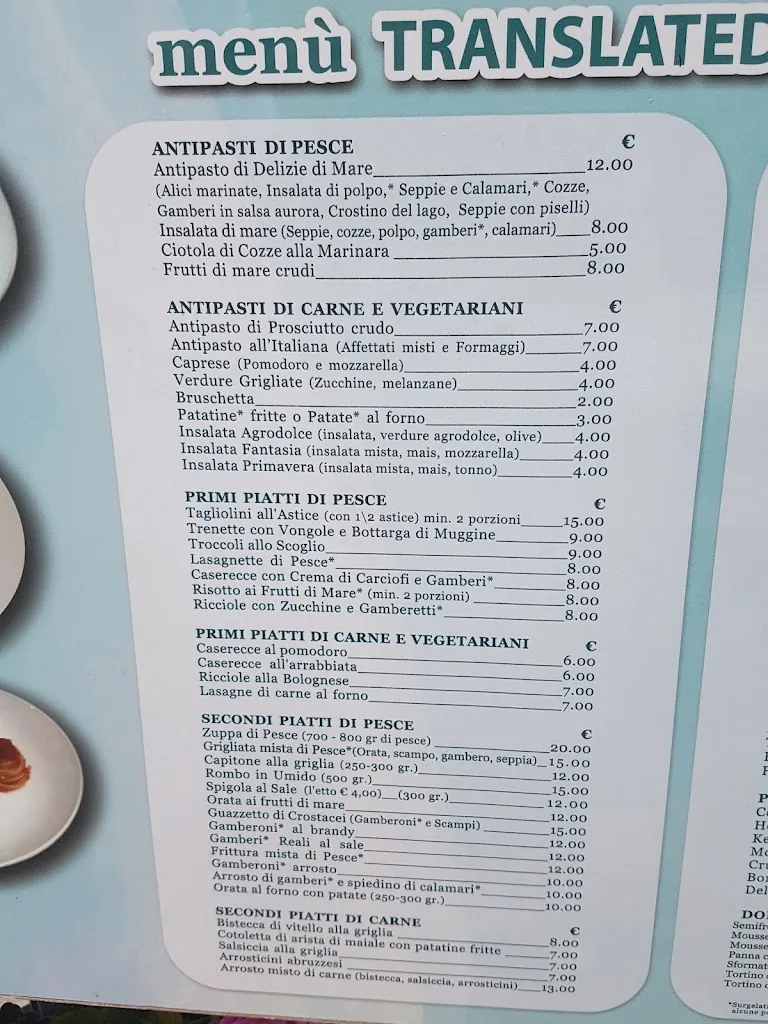 menù TRANSLATED
ANTIPASTI DI PESCE €
Antipasto di Delizie di Mare 12.00
(Alici marinate, Insalata di polpo,* Seppie e Calamari,* Cozze,
Gamberi in salsa aurora, Crostino del lago, Seppie con piselli)
Insalata di mare (Seppie, cozze, polpo, gamberi*, calamari) 8.00
Ciotola di Cozze alla Marinara 5.00
Frutti di mare crudi 8.00
ANTIPASTI DI CARNE E VEGETARIANI €
Antipasto di Prosciutto crudo 7.00
Antipasto all'Italiana (Affettati misti e Formaggi) 7.00
Caprese (Pomodoro e mozzarella) 4.00
Verdure Grigliate (Zucchine, melanzane) 4.00
Bruschetta 2.00
Patatine* fritte o Patate* al forno 3.00
Insalata Agrodolce (insalata, verdure agrodolce, olive) 4.00
Insalata Fantasia (insalata mista, mais, mozzarella) 4.00
Insalata Primavera (insalata mista, mais, tonno) 4.00
PRIMI PIATTI DI PESCE €
Tagliolini all'Astice (con 1\2 astice) min. 2 porzioni 15.00
Trenette con Vongole e Bottarga di Muggine 9.00
Troccoli allo Scoglio 9.00
Lasagnette di Pesce* 8.00
Caserecce con Crema di Carciofi e Gamberi* 8.00
Risotto ai Frutti di Mare* (min. 2 porzioni) 8.00
Ricciole con Zucchine e Gamberetti* 8.00
PRIMI PIATTI DI CARNE E VEGETARIANI €
Caserecce al pomodoro 6.00
Caserecce all'arrabbiata 6.00
Ricciole alla Bolognese 7.00
Lasagne di carne al forno 7.00
SECONDI PIATTI DI PESCE €
Zuppa di Pesce (700 - 800 gr di pesce) 20.00
Grigliata mista di Pesce*(Orata, scampo, gambero, seppia) 15.00
Capitone alla griglia (250-300 gr.) 12.00
Rombo in Umido (500 gr.) 15.00
Spigola al Sale (l'etto € 4,00)__(300 gr.) 12.00
Orata ai frutti di mare 12.00
Guazzetto di Crostacei (Gamberoni* e Scampi) 15.00
Gamberoni* al brandy 12.00
Gamberi* Reali al sale 12.00
Frittura mista di Pesce* 12.00
Gamberoni* arrosto 10.00
Arrosto di gamberi* e spiedino di calamari* 10.00
Orata al forno con patate (250-300 gr.) 10.00
SECONDI PIATTI DI CARNE €
Bistecca di vitello alla griglia 8.00
Cotoletta di arista di maiale con patatine fritte 7.00
Salsiccia alla griglia 7.00
Arrosticini abruzzesi 7.00
Arrosto misto di carne (bistecca, salsiccia, arrosticini) 13.00
Semifr
Mousse
Mousse
Panna c
Sformat
Tortino
Tortino
*Surgelat
alcune p